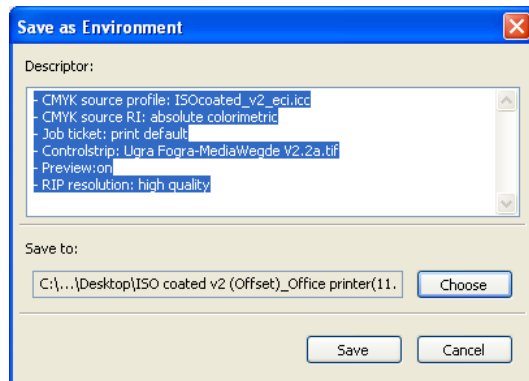 Save as Environment
Descriptor:
- CMYK source profile: ISOcoated_v2_eci.icc
- CMYK source RI: absolute colorimetric
- Job ticket: print default
- Controlstrip: Ugra Fogra-MediaWegde V2.2a.tif
- Preview:on
- RIP resolution: high quality
Save to:
C:\...\Desktop\ISO coated v2 (Offset)_Office printer(11.
Choose
Save
Cancel